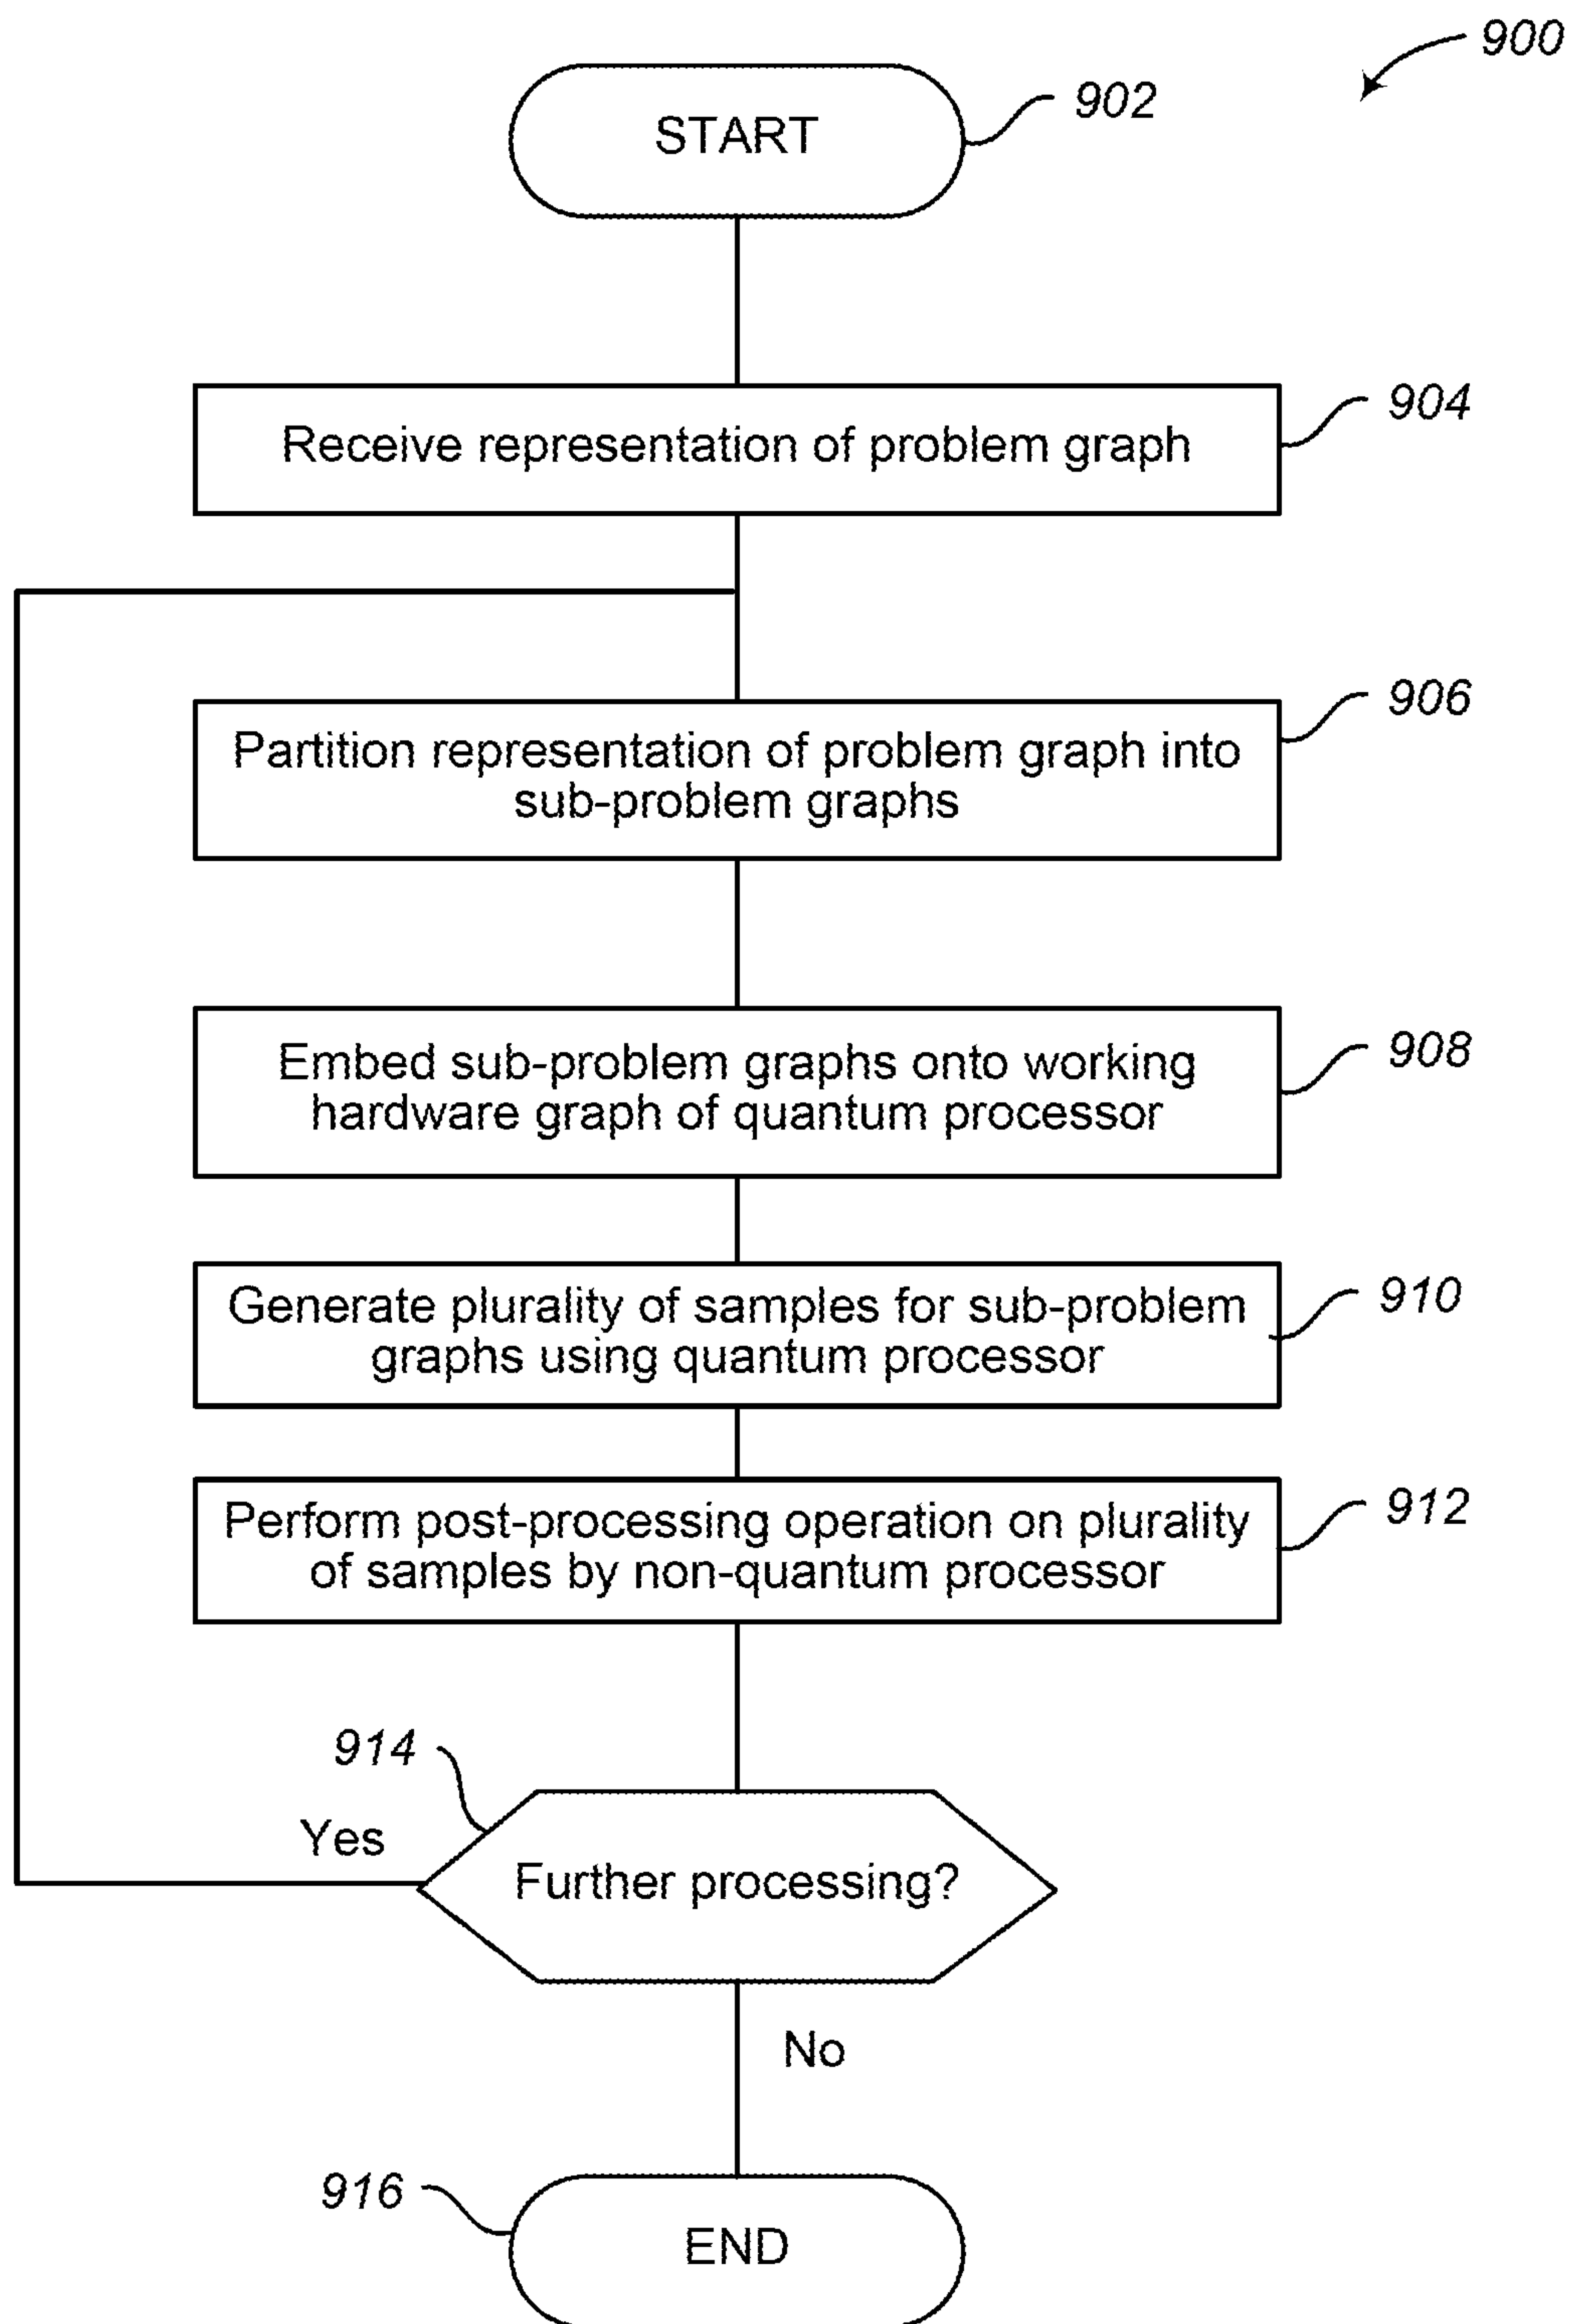 900
START
902
Receive representation of problem graph
904
Partition representation of problem graph into
sub-problem graphs
906
Embed sub-problem graphs onto working
hardware graph of quantum processor
908
Generate plurality of samples for sub-problem
graphs using quantum processor
910
Perform post-processing operation on plurality
of samples by non-quantum processor
912
914
Yes
Further processing?
No
916
END